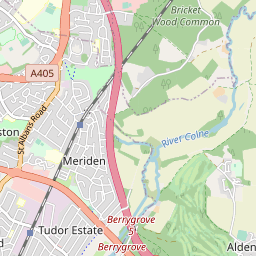 Bricket
Wood Common
A405
St Albans Road
ston
River Colne
Meriden
Berrygrove
5
Tudor Estate
Berrygrove
Alden